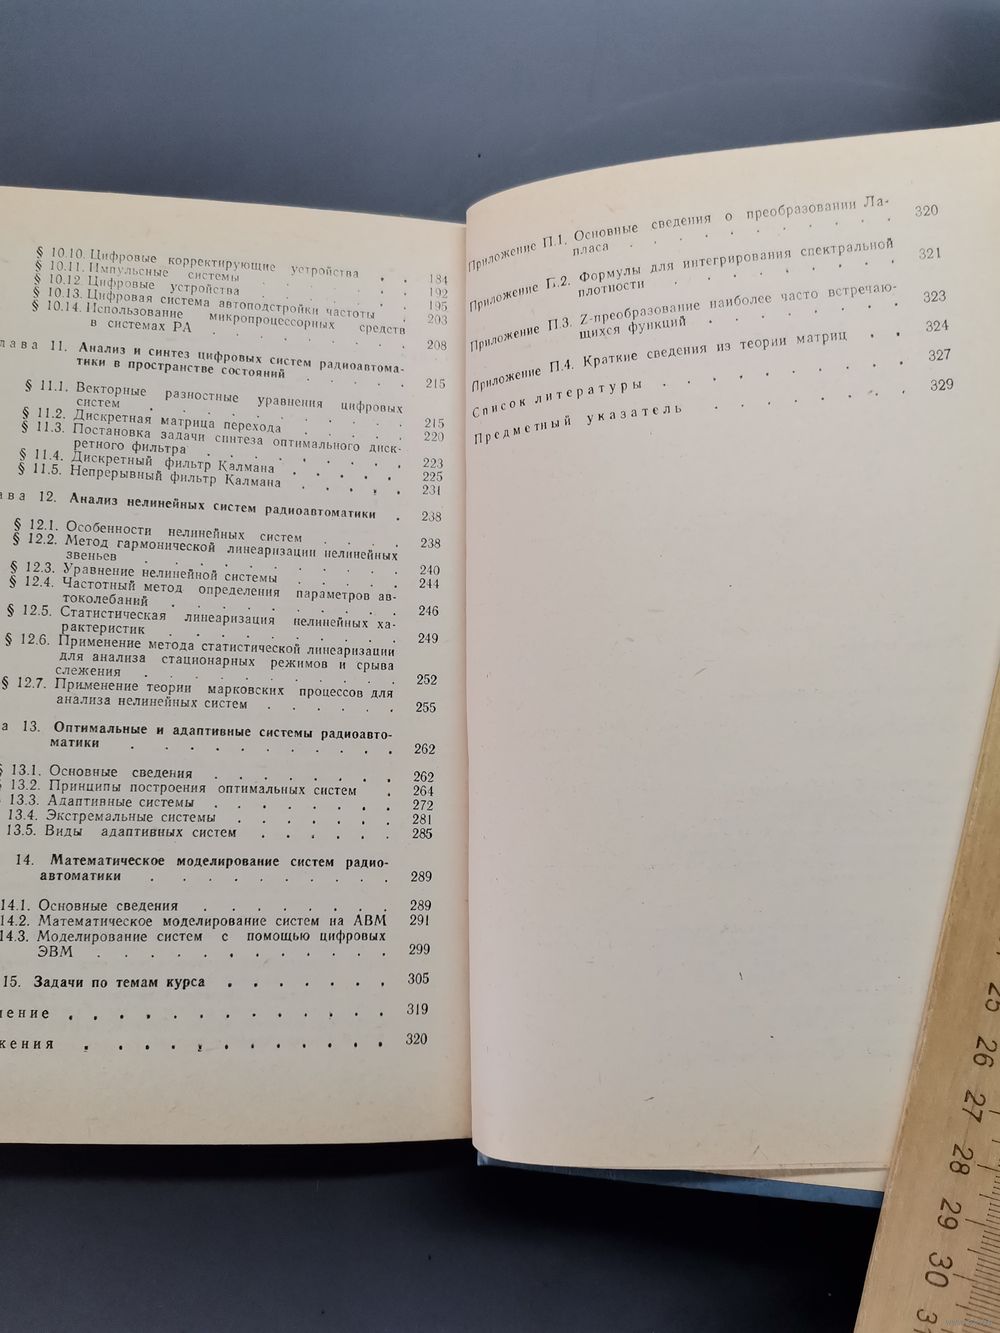 § 10.10. Цифровые корректирующие устройства . . 184
§ 10.11. Импульсные системы . . . . . 192
§ 10.12. Цифровые устройства . . . . . 195
§ 10.13. Цифровая система автоподстройки частоты . 203
§ 10.14. Использование микропроцессорных средств
в системах РА . . . . . . . 208
лава 11. Анализ и синтез цифровых систем радиоавтома-
тики в пространстве состояний . . . . . 215
§ 11.1. Векторные разностные уравнения цифровых
систем . . . . . . . . 215
§ 11.2. Дискретная матрица перехода . . . . 220
§ 11.3. Постановка задачи синтеза оптимального диск-
ретного фильтра . . . . . . . 223
§ 11.4. Дискретный фильтр Калмана . . . . . 225
§ 11.5. Непрерывный фильтр Калмана . . . . . 231
ава 12. Анализ нелинейных систем радиоавтоматики . 238
§ 12.1. Особенности нелинейных систем . . . . 238
§ 12.2. Метод гармонической линеаризации нелинейных
звеньев . . . . . . . . . 240
§ 12.3. Уравнение нелинейной системы . . . . 244
§ 12.4. Частотный метод определения параметров ав-
токолебаний . . . . . . . . 246
§ 12.5. Статистическая линеаризация нелинейных ха-
рактеристик . . . . . . . . 249
§ 12.6. Применение метода статистической линеаризации
для анализа стационарных режимов и срыва
слежения . . . . . . . . . 252
§ 12.7. Применение теории марковских процессов для
анализа нелинейных систем . . . . . 255
а 13. Оптимальные и адаптивные системы радиоавто-
матики . . . . . . . . . 262
§ 13.1. Основные сведения . . . . . . . 262
13.2. Принципы построения оптимальных систем . 264
13.3. Адаптивные системы . . . . . . . 272
13.4. Экстремальные системы . . . . . . 281
13.5. Виды адаптивных систем . . . . . 285
14. Математическое моделирование систем радио-
автоматики . . . . . . . . . 289
14.1. Основные сведения . . . . . . . 289
14.2. Математическое моделирование систем на АВМ 291
14.3. Моделирование систем с помощью цифровых
ЭВМ . . . . . . . . . . 299
15. Задачи по темам курса . . . . . . 305
ление . . . . . . . . . . . . 319
жения . . . . . . . . . . . 320
Приложение П.1. Основные сведения о преобразовании Ла-
пласа . . . . . . . . 320
Приложение П.2. Формулы для интегрирования спектральной
плотности . . . . . . . 321
Приложение П.3. Z-преобразование наиболее часто встречаю-
щихся функций . . . . . . 323
Приложение П.4. Краткие сведения из теории матриц . . 324
Список литературы . . . . . . . . . 327
Предметный указатель . . . . . . . . 329
25
26
27
28
29
30
31